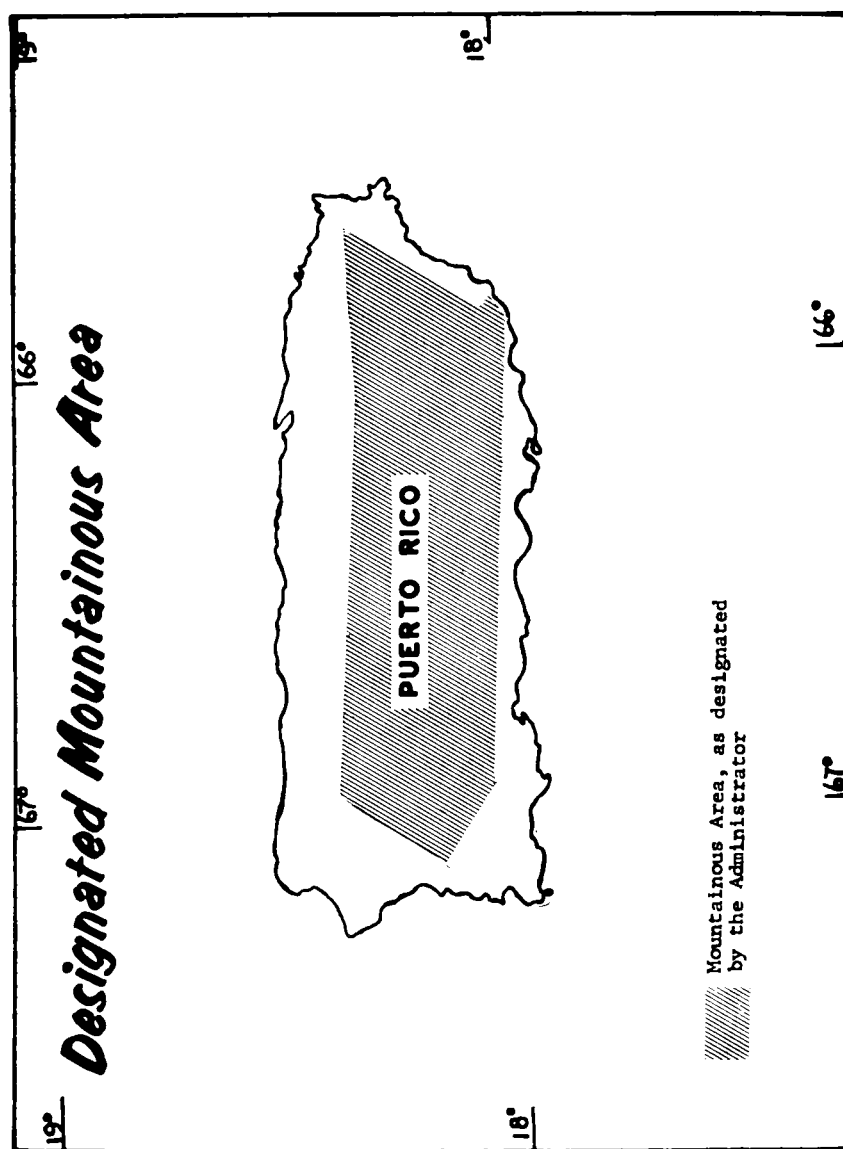 Designated Mountainous Area
19°
67°
66°
19°
PUERTO RICO
18°
18°
Mountainous Area, as designated
by the Administrator
67°
66°